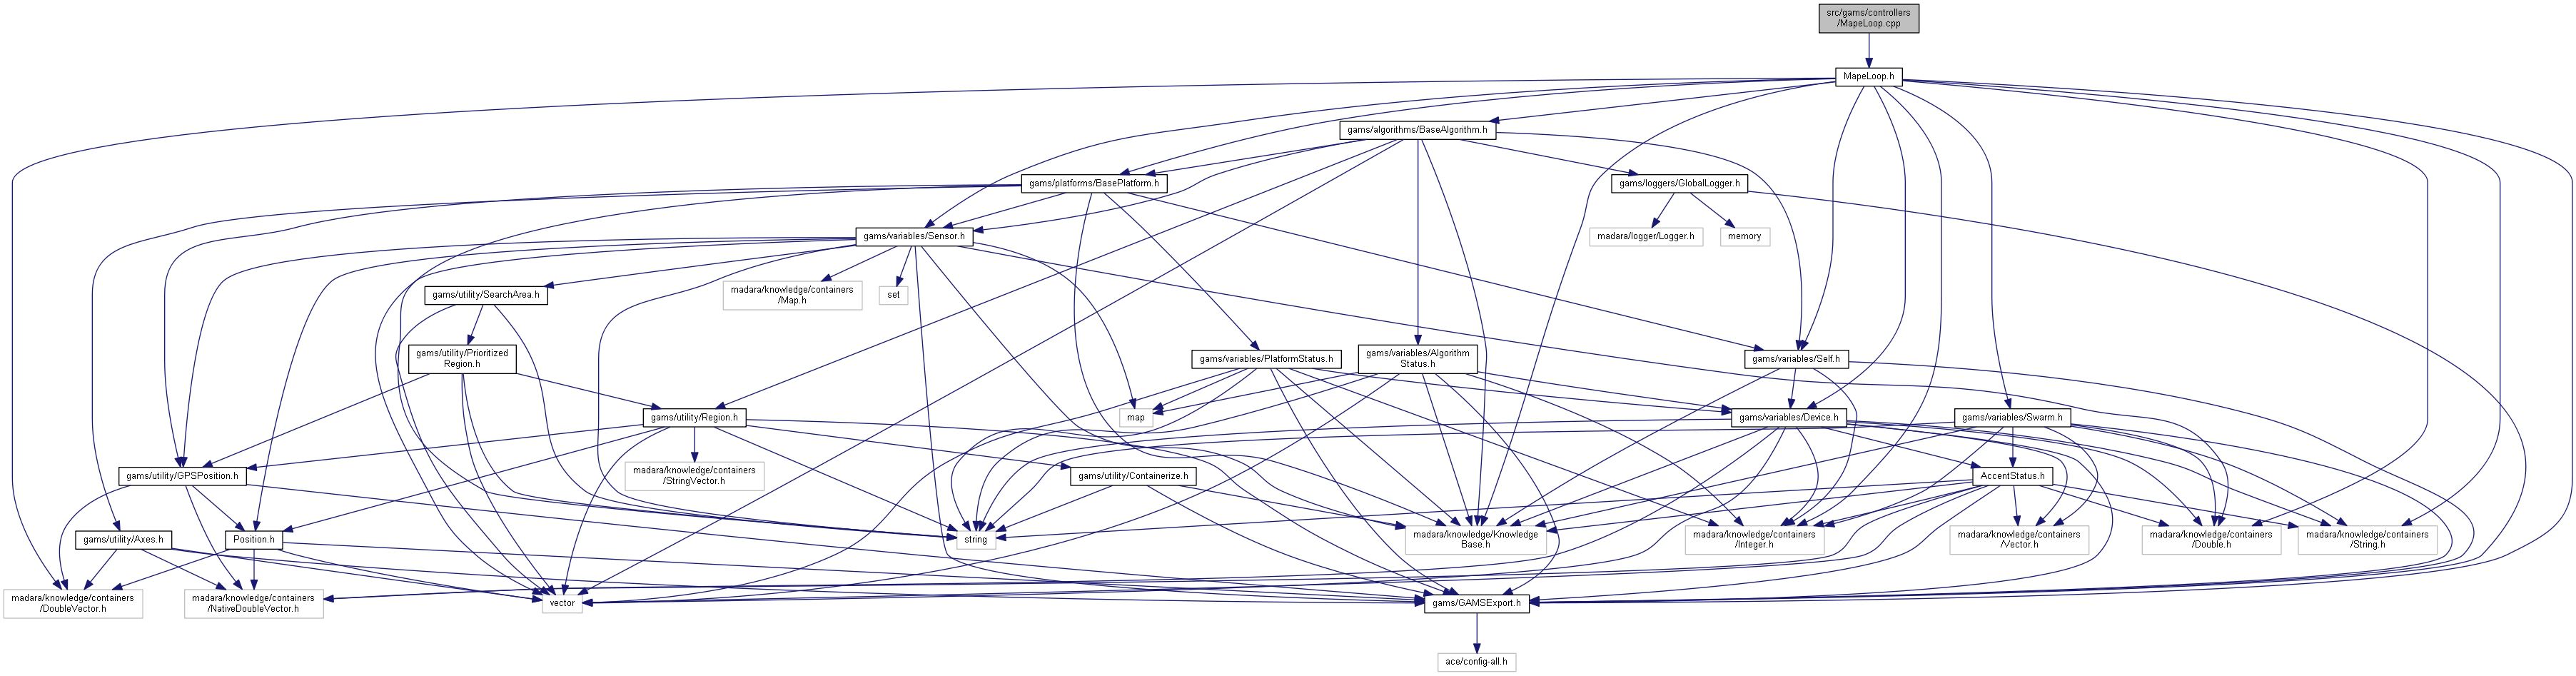 src/gams/controllers
/MapeLoop.cpp
MapeLoop.h
gams/algorithms/BaseAlgorithm.h
gams/platforms/BasePlatform.h
gams/loggers/GlobalLogger.h
gams/variables/Sensor.h
madara/logger/Logger.h
memory
gams/utility/SearchArea.h
madara/knowledge/containers
/Map.h
set
gams/utility/Prioritized
Region.h
gams/variables/PlatformStatus.h
gams/variables/Algorithm
Status.h
gams/variables/Self.h
gams/utility/Region.h
map
gams/variables/Device.h
gams/variables/Swarm.h
gams/utility/GPSPosition.h
madara/knowledge/containers
/StringVector.h
gams/utility/Containerize.h
AccentStatus.h
gams/utility/Axes.h
Position.h
string
madara/knowledge/Knowledge
Base.h
madara/knowledge/containers
/Integer.h
madara/knowledge/containers
/Vector.h
madara/knowledge/containers
/Double.h
madara/knowledge/containers
/String.h
madara/knowledge/containers
/DoubleVector.h
madara/knowledge/containers
/NativeDoubleVector.h
vector
gams/GAMSExport.h
ace/config-all.h